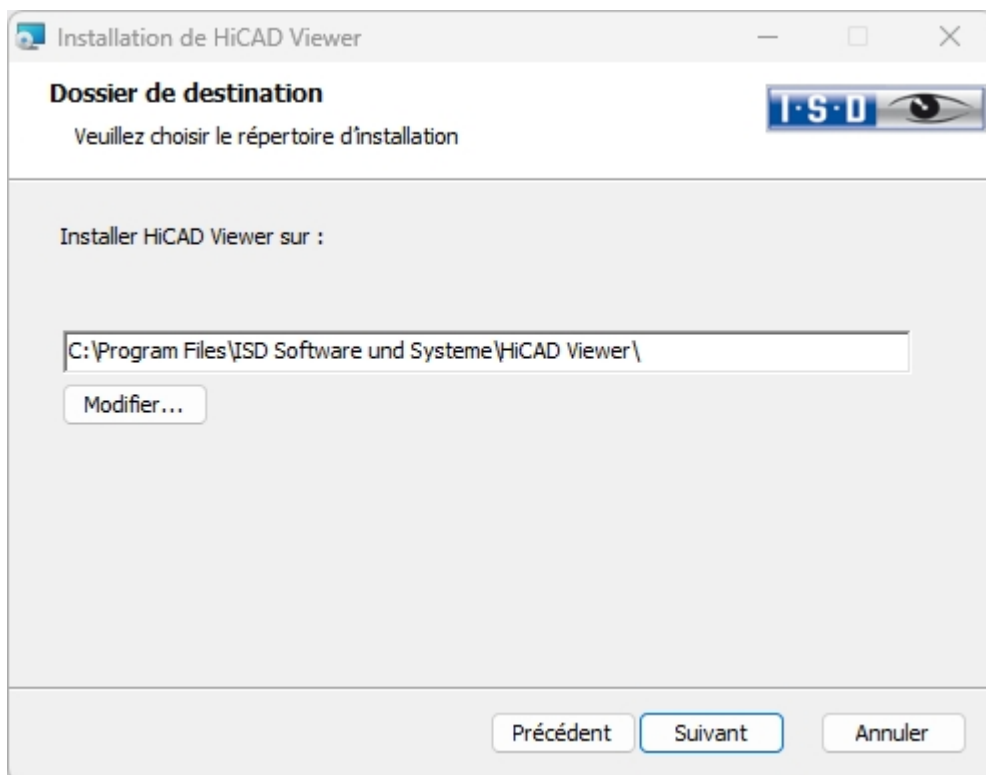 Installation de HiCAD Viewer
Dossier de destination
Veuillez choisir le répertoire d'installation
I·S·D
Installer HiCAD Viewer sur :
C:\Program Files\ISD Software und Systeme\HiCAD Viewer\
Modifier...
Précédent
Suivant
Annuler